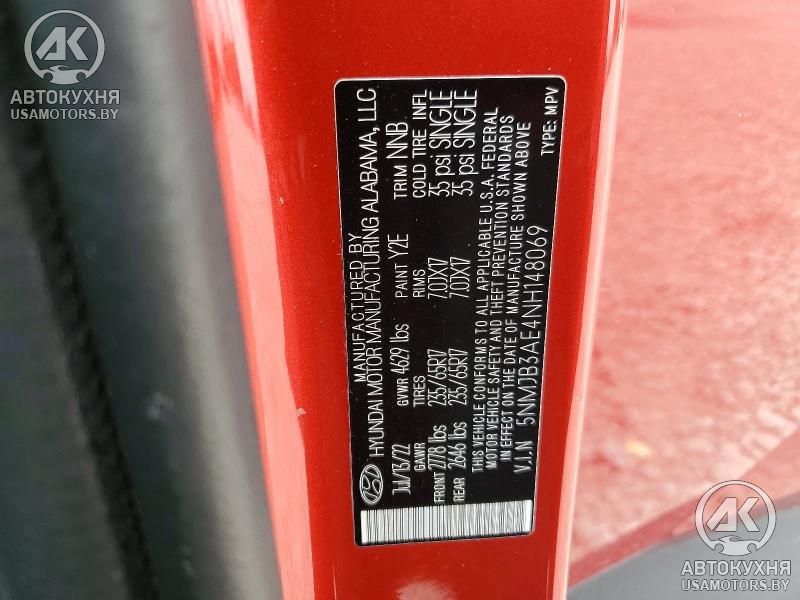 АК
АВТОКУХНЯ
USAMOTORS.BY
MANUFACTURED BY
HYUNDAI MOTOR MANUFACTURING ALABAMA, LLC
Jul/13/22 GVWR 4629 lbs PAINT Y2E TRIM NNB
GAWR TIRES RIMS COLD TIRE INFL
FRONT 2778 lbs 235/65R17 7.0JX17 35 psi SINGLE
REAR 2646 lbs 235/65R17 7.0JX17 35 psi SINGLE
THIS VEHICLE CONFORMS TO ALL APPLICABLE U.S.A. FEDERAL
MOTOR VEHICLE SAFETY AND THEFT PREVENTION STANDARDS
IN EFFECT ON THE DATE OF MANUFACTURE SHOWN ABOVE
V.I.N 5NMJB3AE4NH148069 TYPE: MPV
АК
АВТОКУХНЯ
USAMOTORS.BY